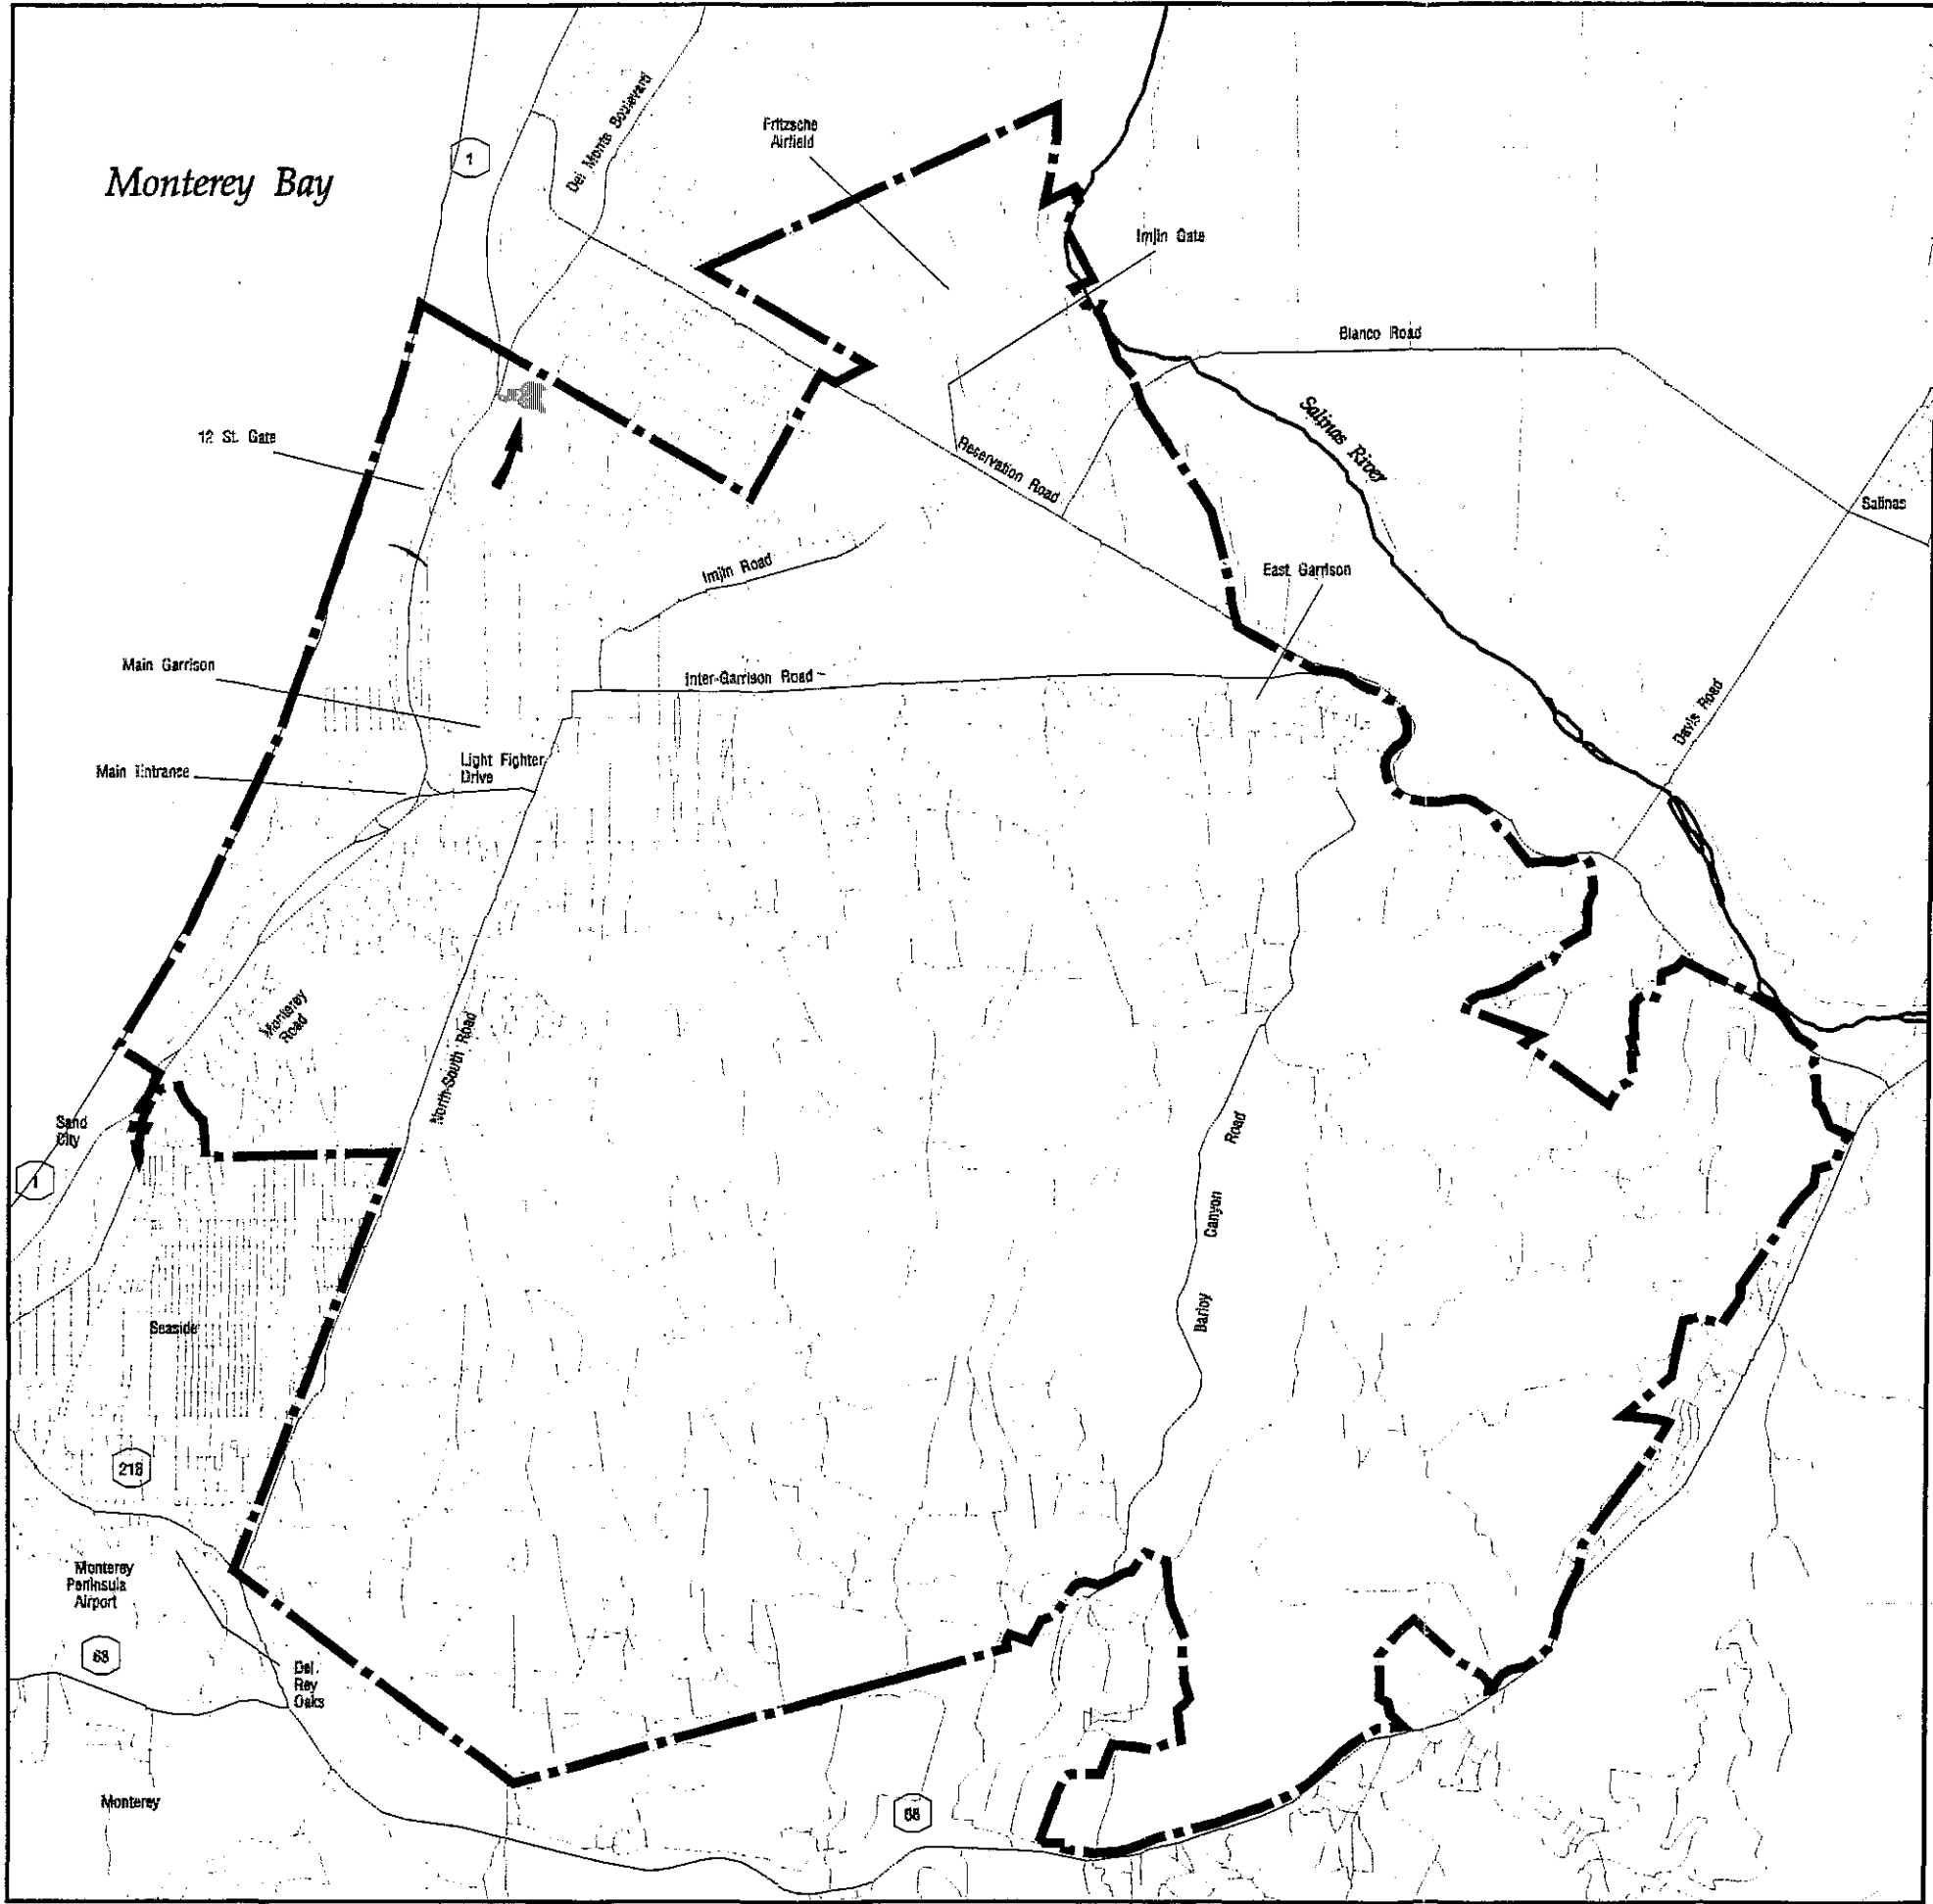 Monterey Bay
1
Del Monte Boulevard
Fritzsche
Airfield
Imjin Gate
Blanco Road
Salinas River
12 St. Gate
Reservation Road
Salinas
Imjin Road
East Garrison
Main Garrison
Inter-Garrison Road
Davis Road
Light Fighter
Drive
Main Entrance
Monterey
Road
North-South Road
Sand
City
1
Barloy Canyon Road
Seaside
218
Monterey
Peninsula
Airport
68
Del
Rey
Oaks
Monterey
68